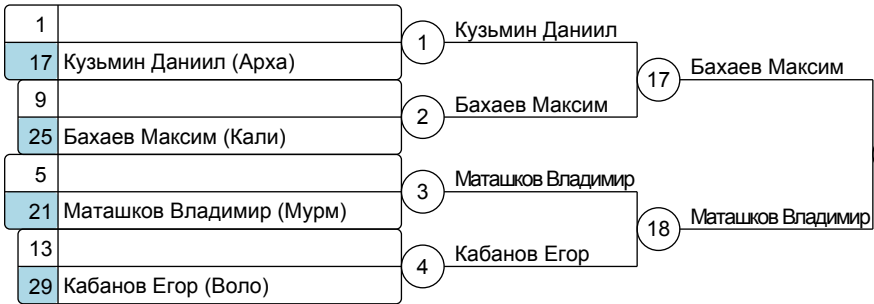 1
1 Кузьмин Даниил
17 Кузьмин Даниил (Арха)
17 Бахаев Максим
9
2 Бахаев Максим
25 Бахаев Максим (Кали)
5
3 Маташков Владимир
21 Маташков Владимир (Мурм)
18 Маташков Владимир
13
4 Кабанов Егор
29 Кабанов Егор (Воло)